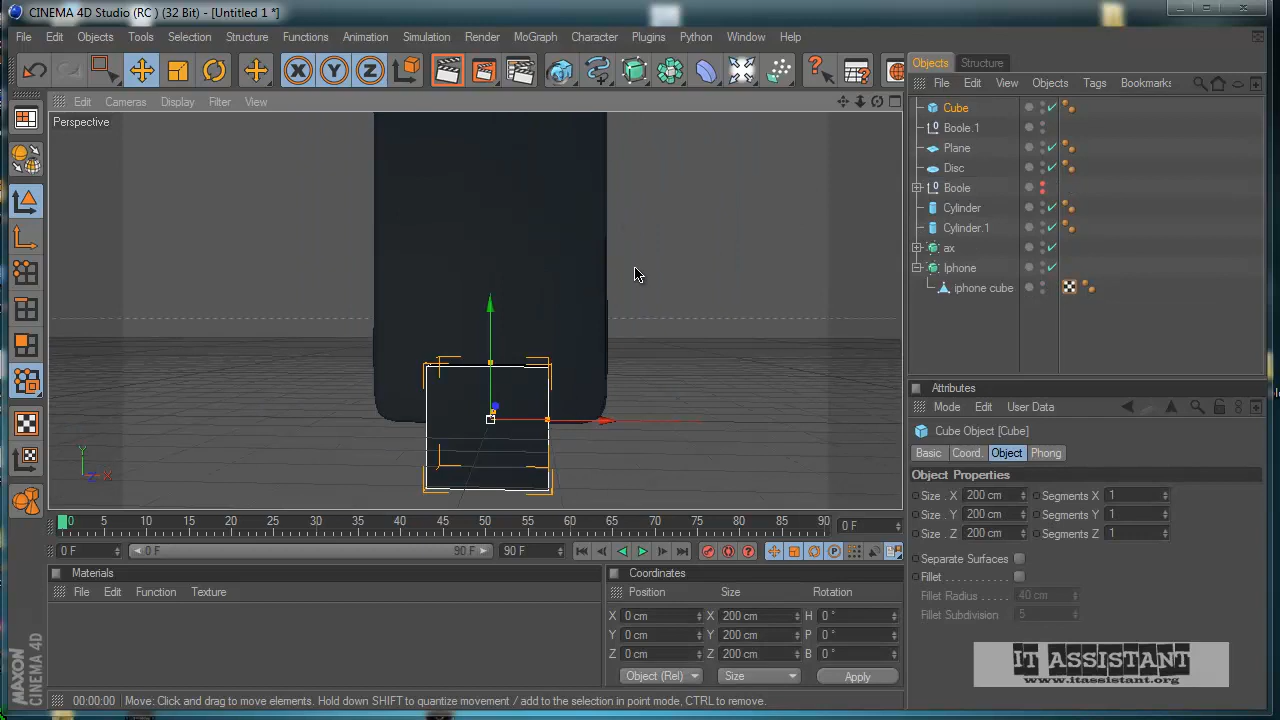 CINEMA 4D Studio (RC ) (32 Bit) - [Untitled 1 *]
File Edit Objects Tools Selection Structure Functions Animation Simulation Render MoGraph Character Plugins Python Window Help
X Y Z
Objects Structure
File Edit View Objects Tags Bookmarks
Edit Cameras Display Filter View
Perspective
Cube
Boole.1
Plane
Disc
Boole
Cylinder
Cylinder.1
ax
Iphone
iphone cube
Y
Z X
Attributes
Mode Edit User Data
Cube Object [Cube]
Basic Coord. Object Phong
Object Properties
Size . X 200 cm Segments X 1
Size . Y 200 cm Segments Y 1
Size . Z 200 cm Segments Z 1
Separate Surfaces
Fillet . . . . . . . . . . .
Fillet Radius . . . . . 40 cm
Fillet Subdivision 5
0 5 10 15 20 25 30 35 40 45 50 55 60 65 70 75 80 85 90 0 F
0 F 0 F 90 F 90 F
P
Materials
File Edit Function Texture
Coordinates
Position Size Rotation
X 0 cm X 200 cm H 0 °
Y 0 cm Y 200 cm P 0 °
Z 0 cm Z 200 cm B 0 °
Object (Rel) Size Apply
MAXON
CINEMA 4D
IT ASSISTANT
www.itassistant.org
00:00:00 Move: Click and drag to move elements. Hold down SHIFT to quantize movement / add to the selection in point mode, CTRL to remove.